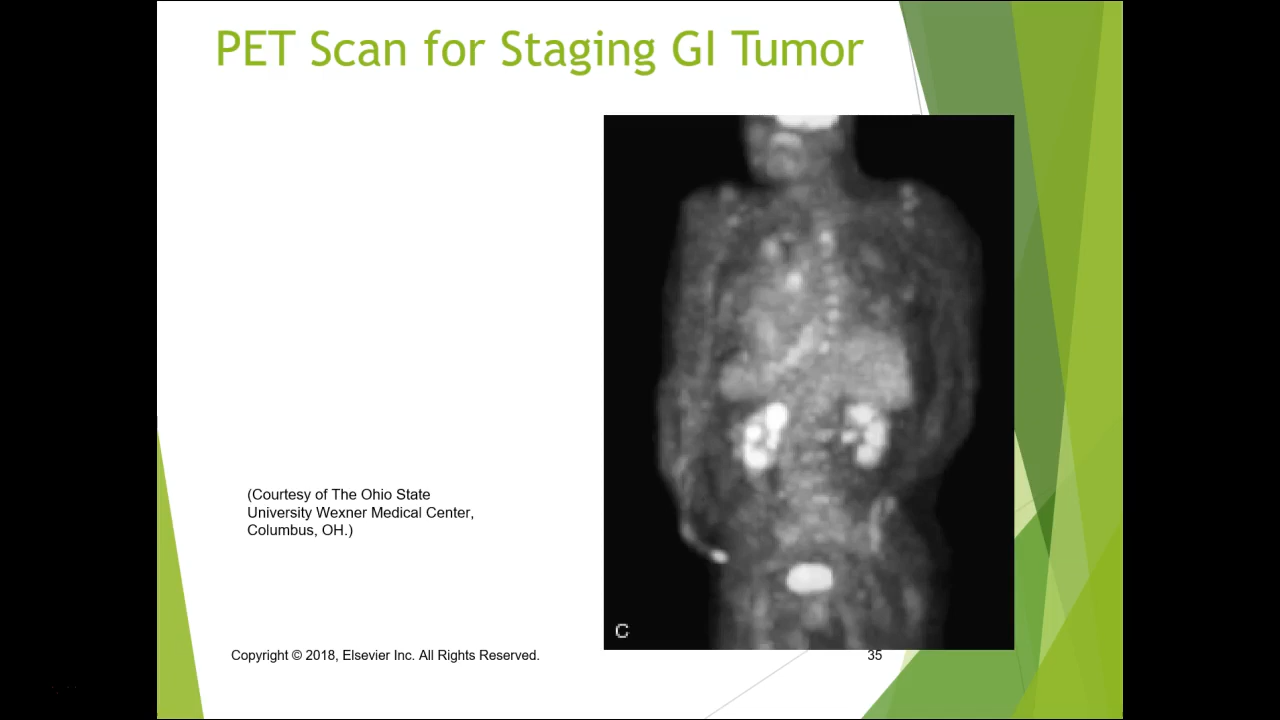 PET Scan for Staging GI Tumor
(Courtesy of The Ohio State
University Wexner Medical Center,
Columbus, OH.)
C
Copyright © 2018, Elsevier Inc. All Rights Reserved.
35